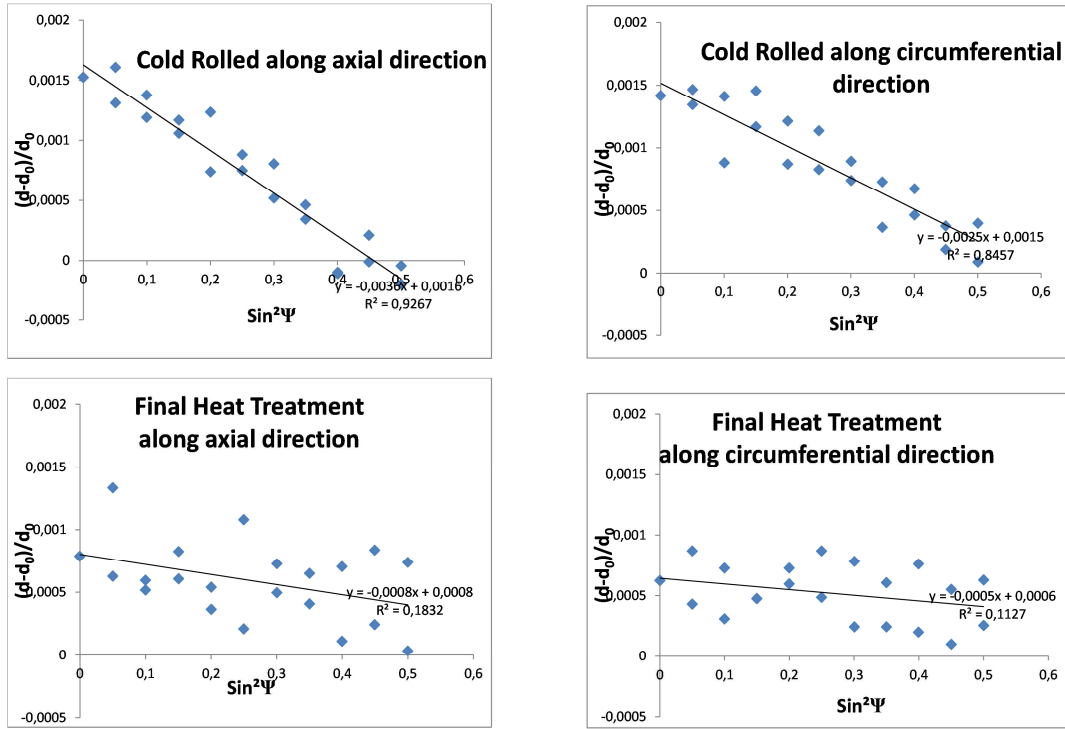 0,002
Cold Rolled along axial direction
0,0015
0,001
0,0005
0
-0,0005
(d-d₀)/d₀
0 0,1 0,2 0,3 0,4 0,5 0,6
y = -0,0036x + 0,0016
R² = 0,9267
Sin²Ψ
0,002
Cold Rolled along circumferential
direction
0,0015
0,001
0,0005
0
-0,0005
(d-d₀)/d₀
y = -0,0025x + 0,0015
R² = 0,8457
0 0,1 0,2 0,3 0,4 0,5 0,6
Sin²Ψ
0,002
Final Heat Treatment
along axial direction
0,0015
0,001
0,0005
0
-0,0005
(d-d₀)/d₀
y = -0,0008x + 0,0008
R² = 0,1832
0 0,1 0,2 0,3 0,4 0,5 0,6
Sin²Ψ
0,002
Final Heat Treatment
along circumferential direction
0,0015
0,001
0,0005
0
-0,0005
(d-d₀)/d₀
y = -0,0005x + 0,0006
R² = 0,1127
0 0,1 0,2 0,3 0,4 0,5 0,6
Sin²Ψ